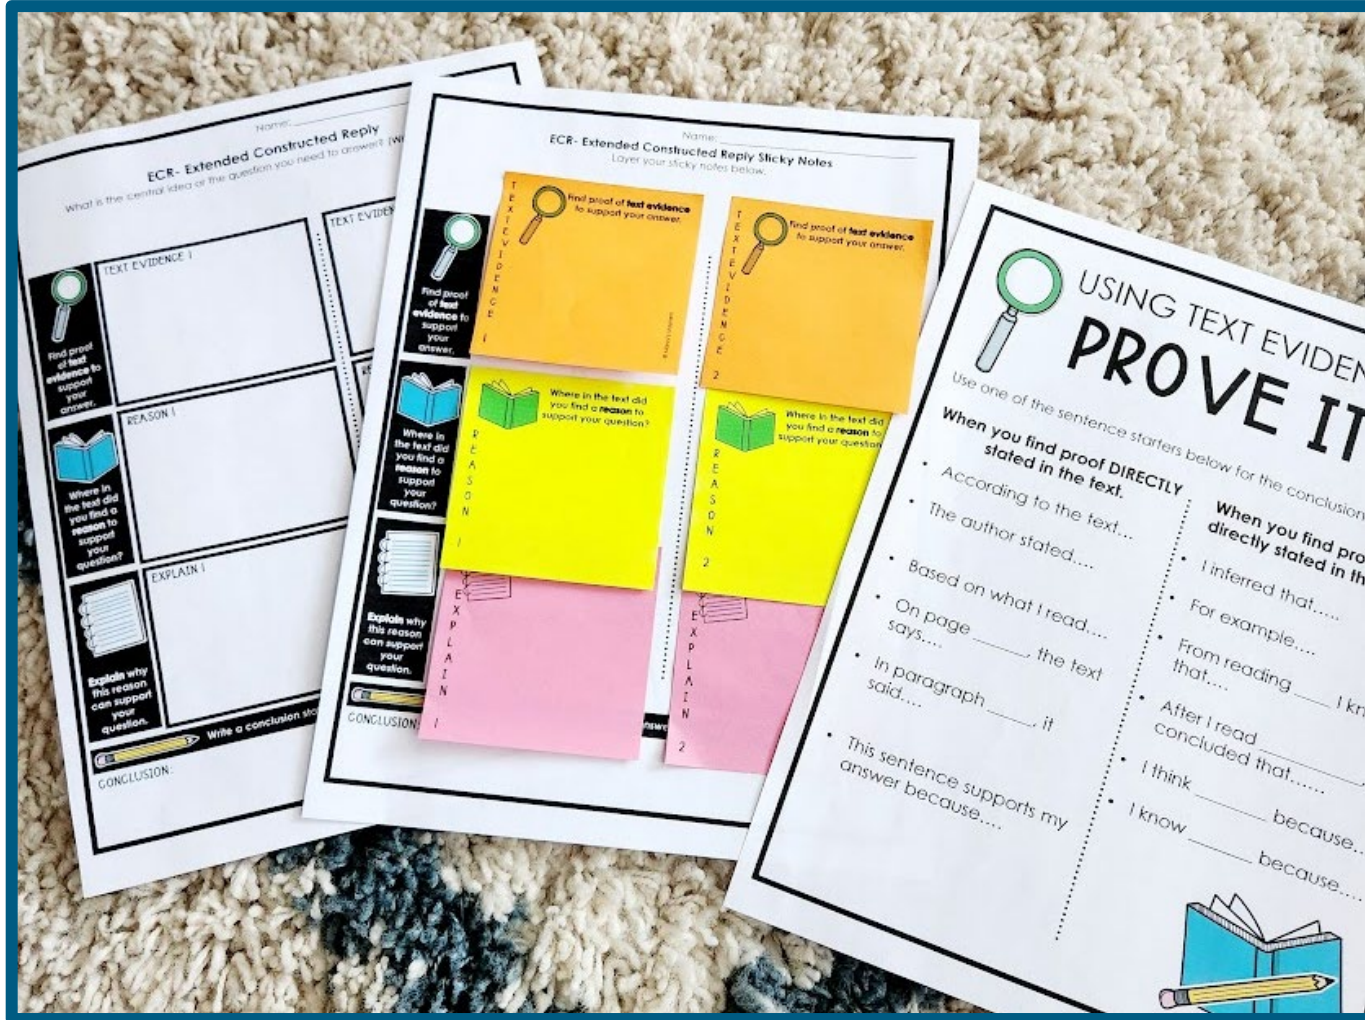 Name:
ECR- Extended Constructed Reply
What is the central idea or the question you need to answer?
TEXT EVIDENCE 1
TEXT EVIDEN
Find proof
of text
evidence to
support
your
answer.
REASON 1
Where in
the text did
you find a
reason to
support
your
question?
EXPLAIN 1
Explain why
this reason
can support
your
question.
Write a conclusion
CONCLUSION:
Name:
ECR- Extended Constructed Reply Sticky Notes
Layer your sticky notes below.
Find proof
of text
evidence to
support
your
answer.
TEXT EVIDENCE 1
Find proof of text evidence
to support your answer.
TEXT EVIDENCE 2
Find proof of text evidence
to support your answer.
Where in
the text did
you find a
reason to
support
your
question?
REASON 1
Where in the text did
you find a reason to
support your question?
REASON 2
Where in the text did
you find a reason to
support your question
Explain why
this reason
can support
your
question.
EXPLAIN 1
EXPLAIN 2
CONCLUSION:
USING TEXT EVIDEN
PROVE IT
Use one of the sentence starters below for the conclusion
When you find proof DIRECTLY
stated in the text.
• According to the text....
• The author stated....
• Based on what I read....
• On page ______, the text
says....
• In paragraph ______, it
said....
• This sentence supports my
answer because....
When you find pro
directly stated in th
• I inferred that.....
• For example....
• From reading ____ I kn
that....
• After I read ________,
concluded that......
• I think ______ because...
• I know ______ because....